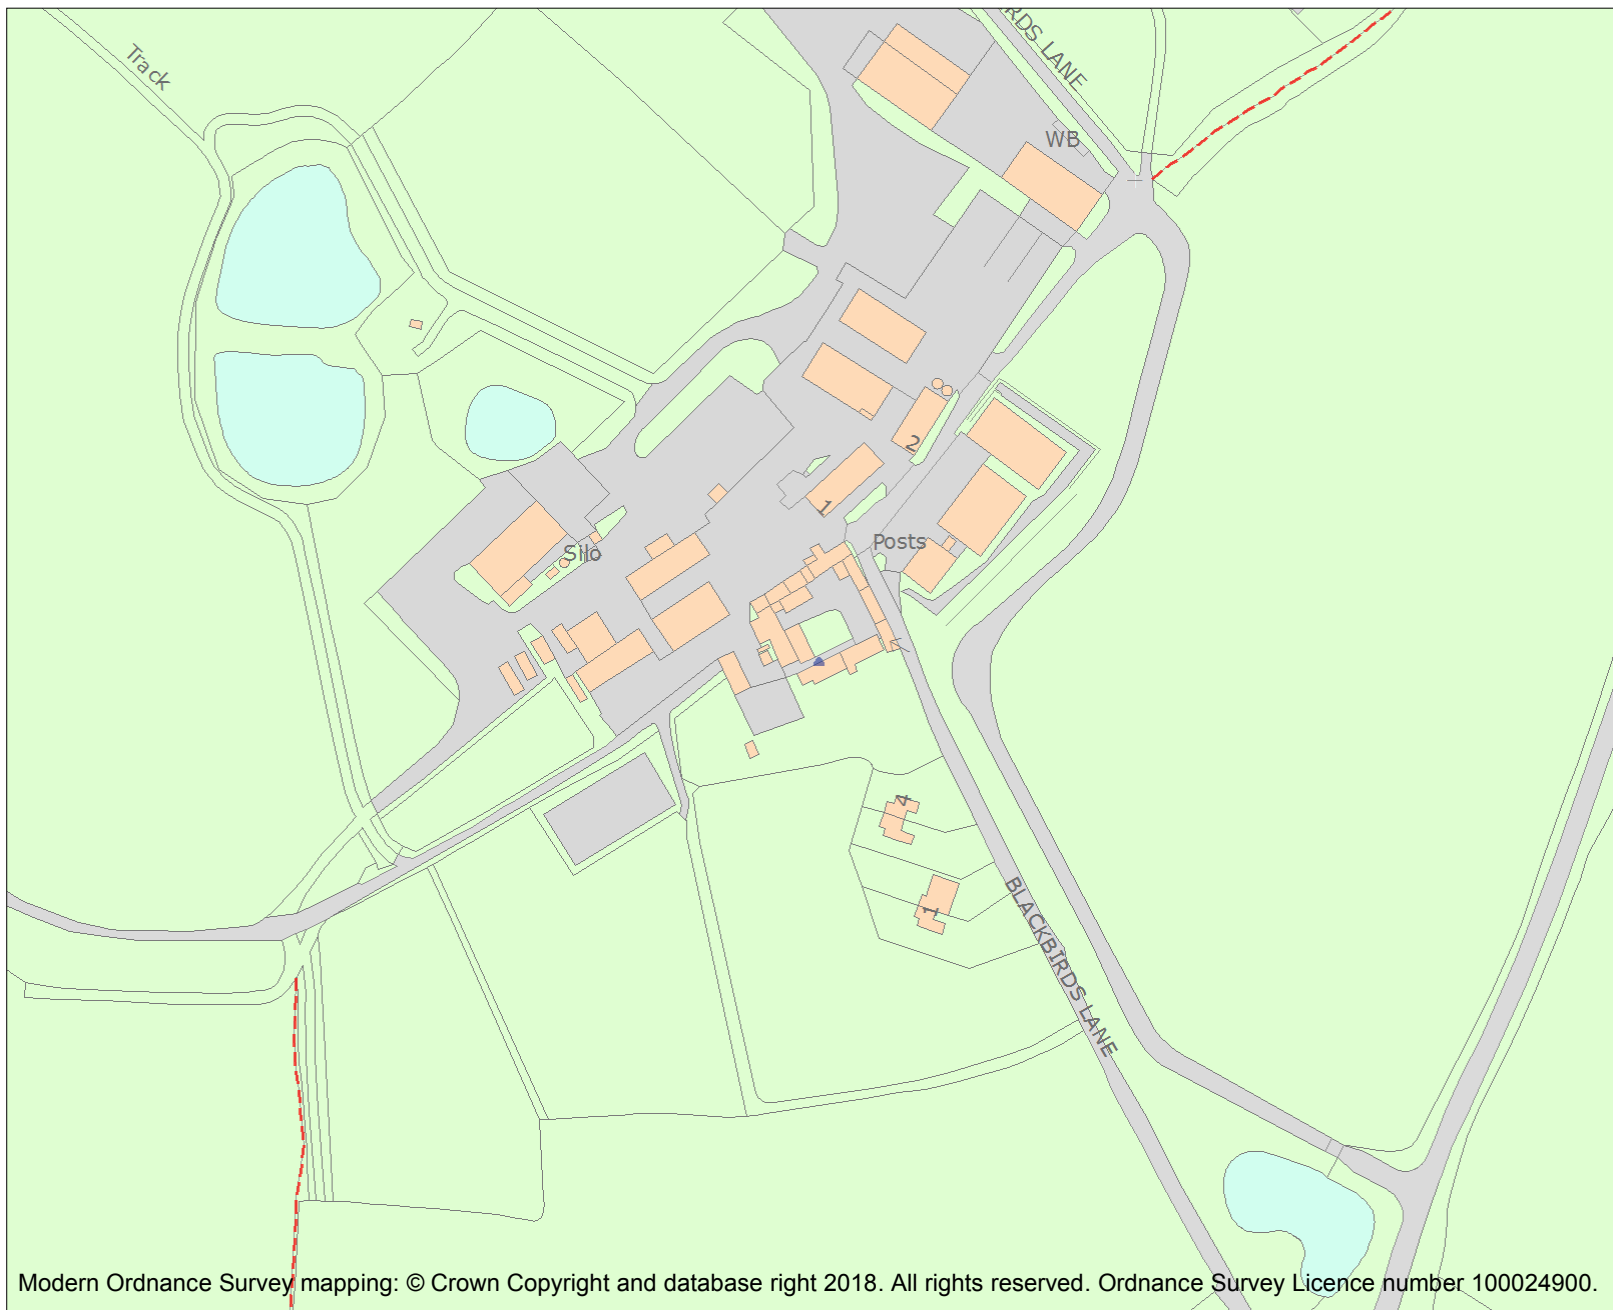 Track
RDS LANE
WB
2
1
Posts
Silo
4
1
BLACKBIRDS LANE
Modern Ordnance Survey mapping: © Crown Copyright and database right 2018. All rights reserved. Ordnance Survey Licence number 100024900.